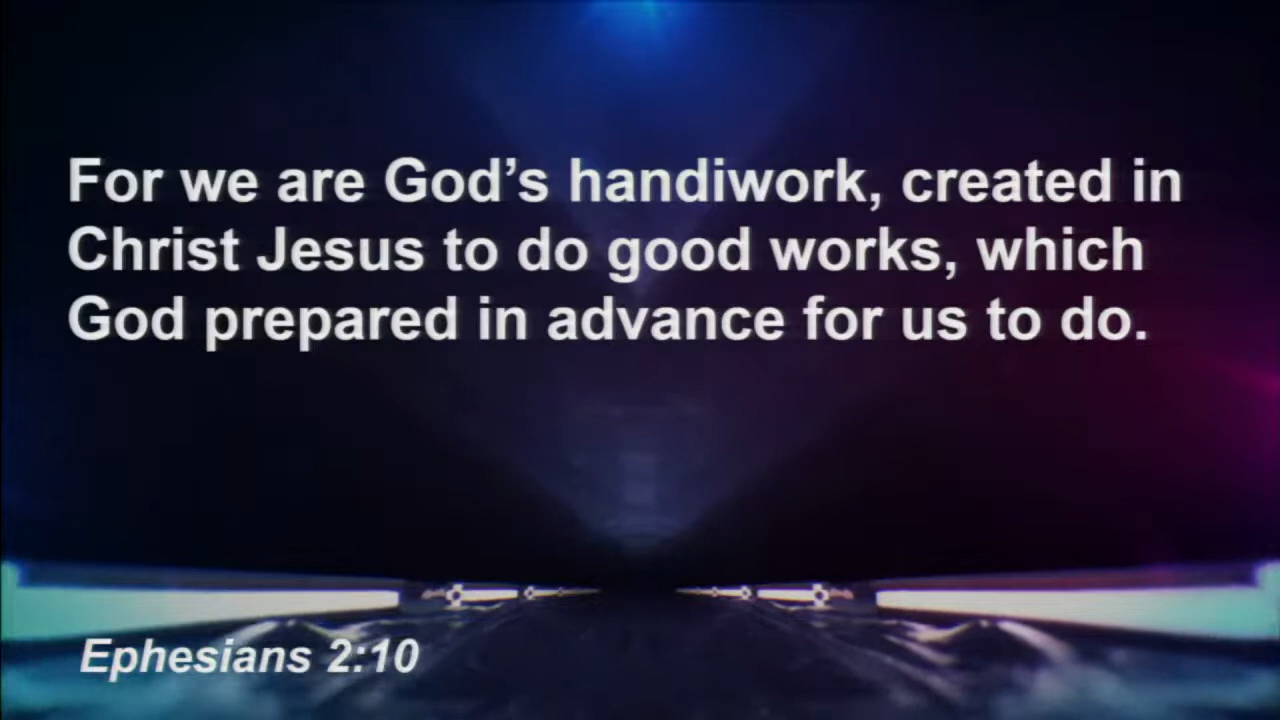 For we are God’s handiwork, created in
Christ Jesus to do good works, which
God prepared in advance for us to do.
Ephesians 2:10